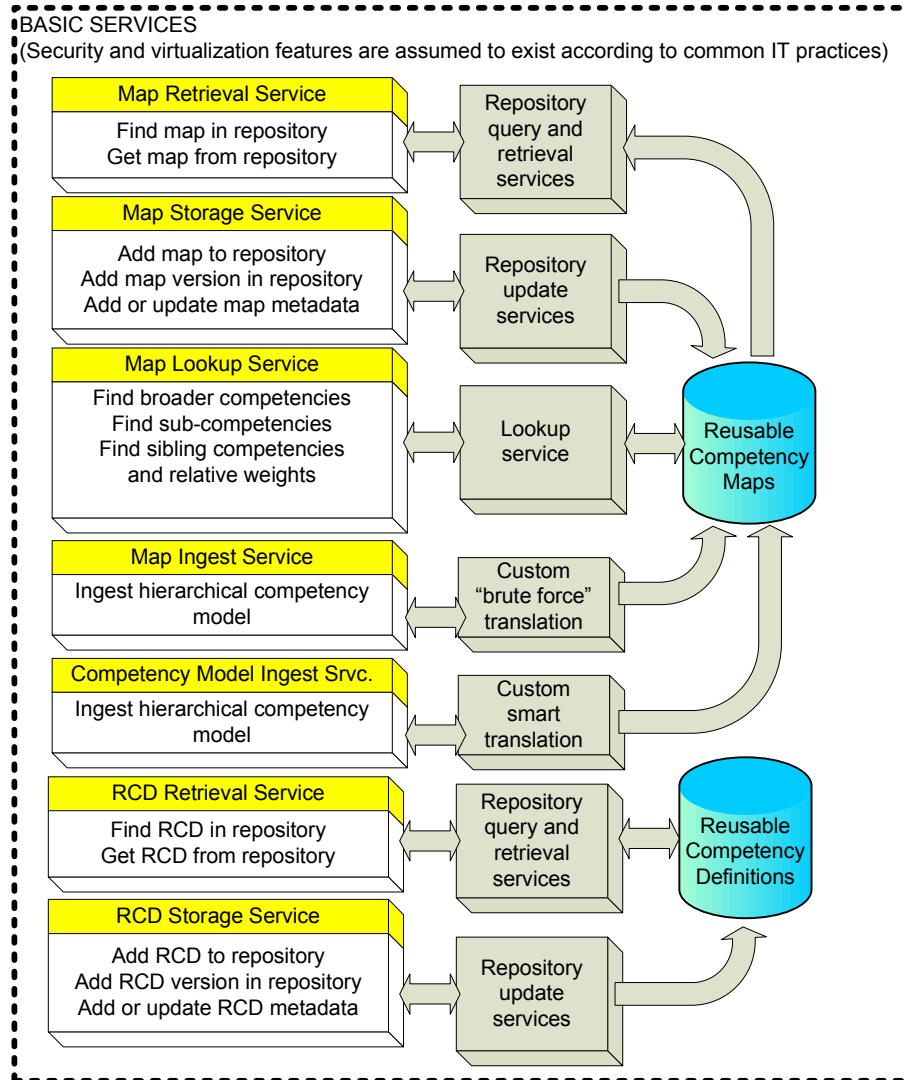 BASIC SERVICES
(Security and virtualization features are assumed to exist according to common IT practices)
Map Retrieval Service
Find map in repository
Get map from repository
Repository
query and
retrieval
services
Map Storage Service
Add map to repository
Add map version in repository
Add or update map metadata
Repository
update
services
Map Lookup Service
Find broader competencies
Find sub-competencies
Find sibling competencies
and relative weights
Lookup
service
Reusable
Competency
Maps
Map Ingest Service
Ingest hierarchical competency
model
Custom
“brute force”
translation
Competency Model Ingest Srvc.
Ingest hierarchical competency
model
Custom
smart
translation
RCD Retrieval Service
Find RCD in repository
Get RCD from repository
Repository
query and
retrieval
services
Reusable
Competency
Definitions
RCD Storage Service
Add RCD to repository
Add RCD version in repository
Add or update RCD metadata
Repository
update
services